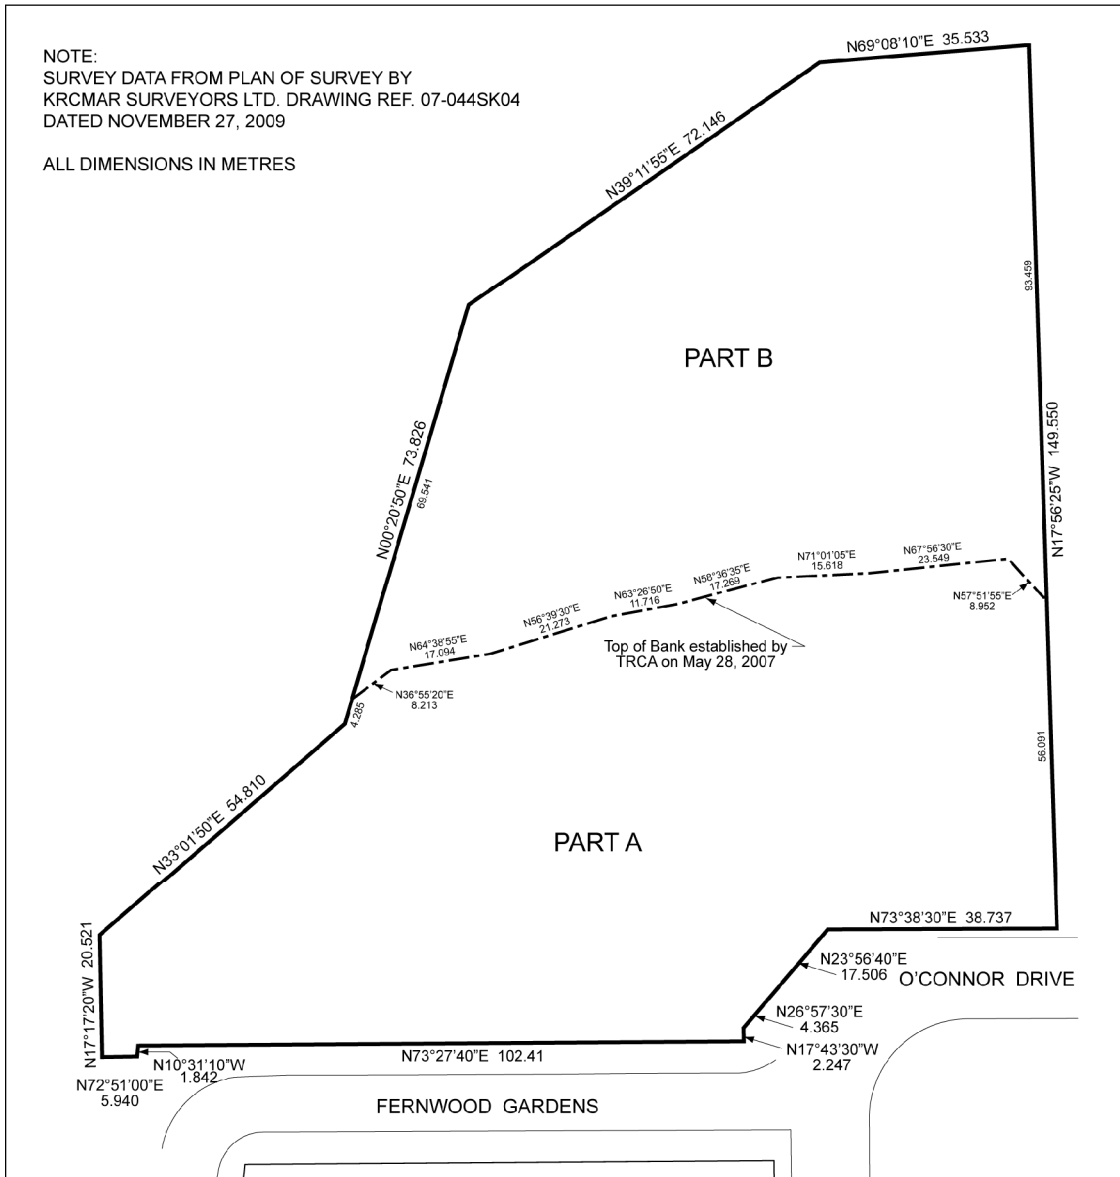 NOTE:
SURVEY DATA FROM PLAN OF SURVEY BY
KRCMAR SURVEYORS LTD. DRAWING REF. 07-044SK04
DATED NOVEMBER 27, 2009
ALL DIMENSIONS IN METRES
N69°08'10"E 35.533
N39°11'55"E 72.146
93.459
PART B
N17°56'25"W 149.550
N00°20'50"E 73.826
69.541
N71°01'05"E
15.618
N67°56'30"E
23.549
N58°36'35"E
17.269
N63°26'50"E
11.716
N57°51'55"E
8.952
N56°39'30"E
21.273
N64°38'55"E
17.094
Top of Bank established by
TRCA on May 28, 2007
N36°55'20"E
8.213
4.285
56.091
N33°01'50"E 54.810
PART A
N73°38'30"E 38.737
N17°17'20"W 20.521
N23°56'40"E
17.506
O'CONNOR DRIVE
N26°57'30"E
4.365
N17°43'30"W
2.247
N73°27'40"E 102.41
N10°31'10"W
1.842
N72°51'00"E
5.940
FERNWOOD GARDENS